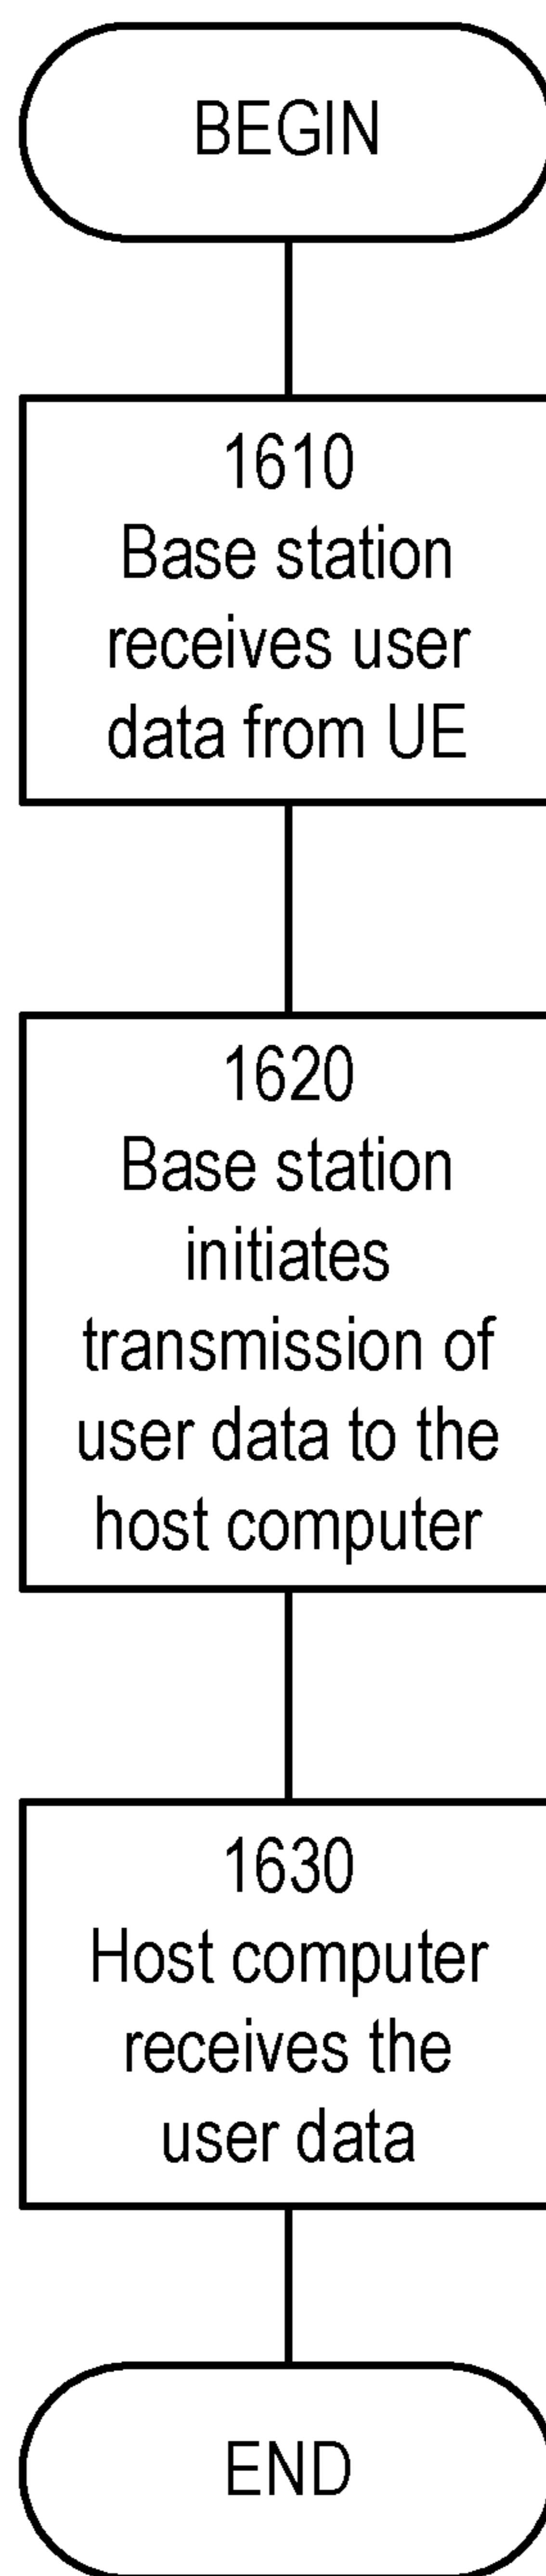 BEGIN
1610
Base station
receives user
data from UE
1620
Base station
initiates
transmission of
user data to the
host computer
1630
Host computer
receives the
user data
END